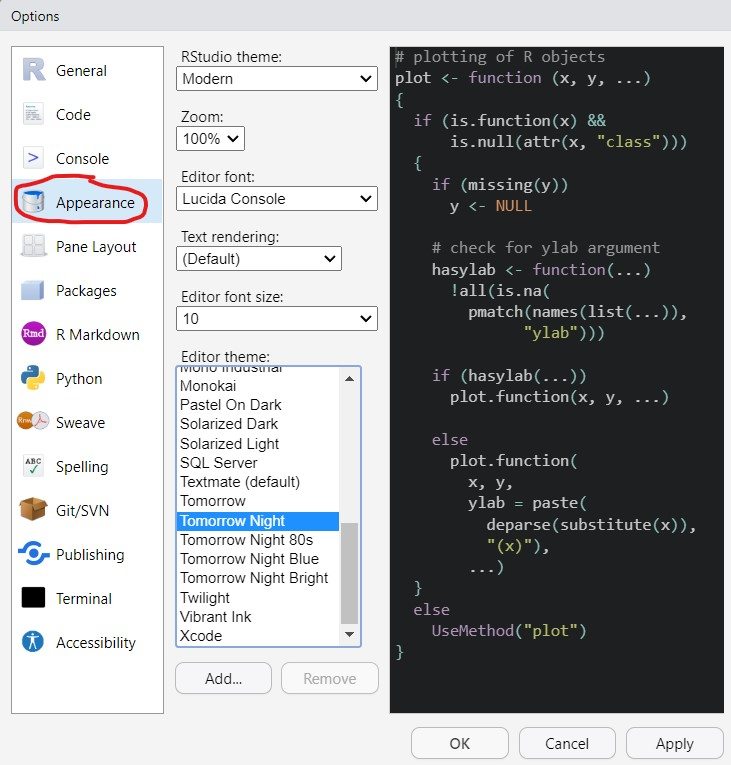 Options
General
Code
Console
Appearance
Pane Layout
Packages
Rmd
R Markdown
Python
Sweave
ABC
Spelling
Git/SVN
Publishing
Terminal
Accessibility
RStudio theme:
Modern
Zoom:
100%
Editor font:
Lucida Console
Text rendering:
(Default)
Editor font size:
10
Editor theme:
Mono Industrial
Monokai
Pastel On Dark
Solarized Dark
Solarized Light
SQL Server
Textmate (default)
Tomorrow
Tomorrow Night
Tomorrow Night 80s
Tomorrow Night Blue
Tomorrow Night Bright
Twilight
Vibrant Ink
Xcode
Add...
Remove
# plotting of R objects
plot <- function (x, y, ...)
{
  if (is.function(x) &&
      is.null(attr(x, "class")))
  {
    if (missing(y))
      y <- NULL

    # check for ylab argument
    hasylab <- function(...)
      !all(is.na(
        pmatch(names(list(...)),
              "ylab")))

    if (hasylab(...))
      plot.function(x, y, ...)

    else
      plot.function(
        x, y,
        ylab = paste(
          deparse(substitute(x)),
          "(x)"),
        ...)
  }
  else
    UseMethod("plot")
}
OK
Cancel
Apply